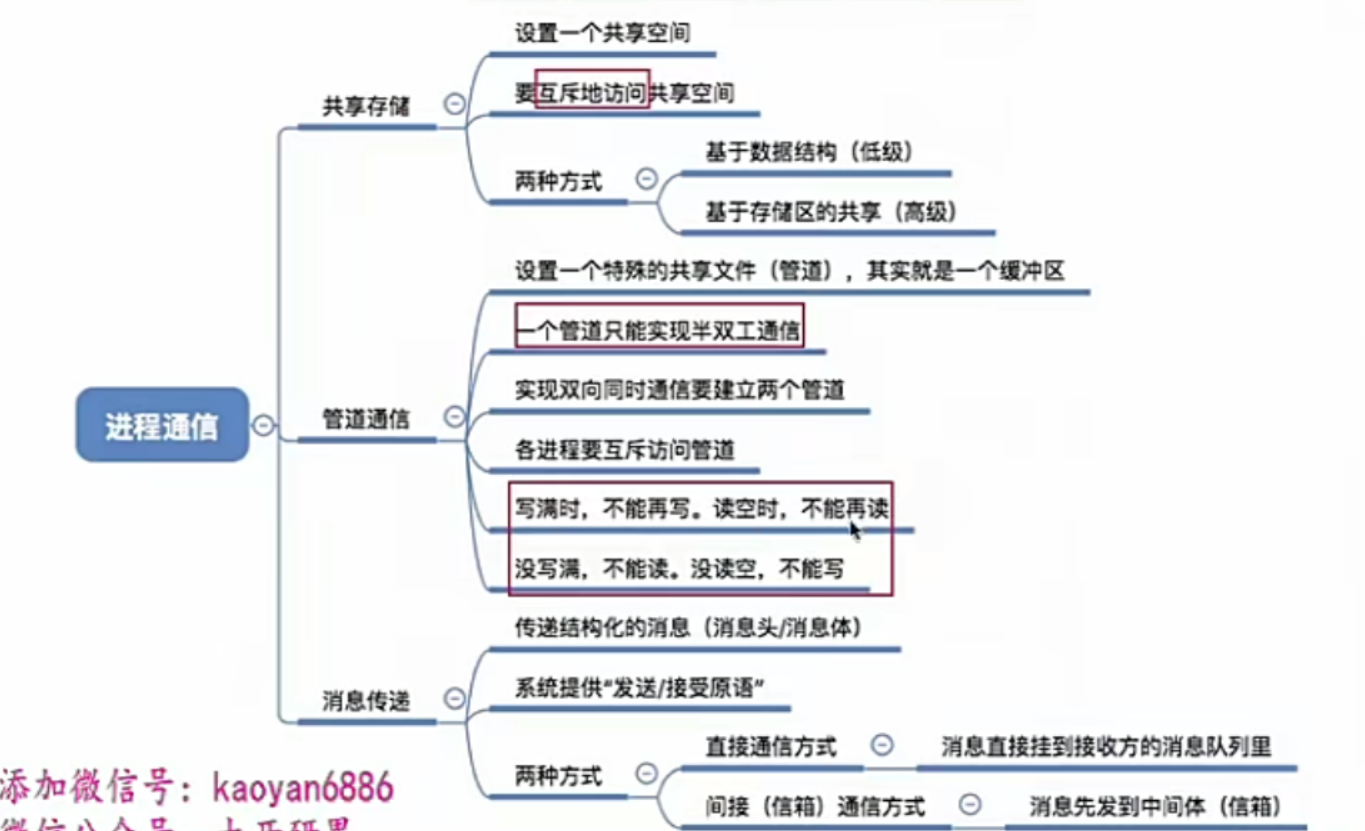 设置一个共享空间
要互斥地访问共享空间
共享存储
基于数据结构（低级）
两种方式
基于存储区的共享（高级）
设置一个特殊的共享文件（管道），其实就是一个缓冲区
一个管道只能实现半双工通信
实现双向同时通信要建立两个管道
进程通信
管道通信
各进程要互斥访问管道
写满时，不能再写。读空时，不能再读
没写满，不能读。没读空，不能写
传递结构化的消息（消息头/消息体）
系统提供“发送/接受原语”
消息传递
直接通信方式
消息直接挂到接收方的消息队列里
两种方式
间接（信箱）通信方式
消息先发到中间体（信箱）
添加微信号：kaoyan6886